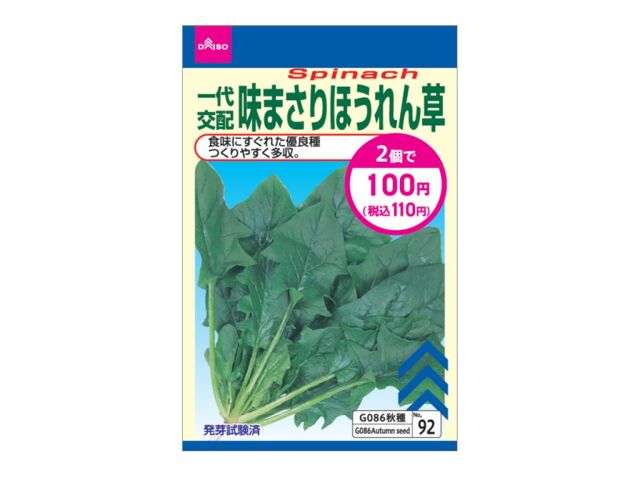 DAISO
Spinach
一代
交配
味まさりほうれん草
食味にすぐれた優良種
つくりやすく多収。
2個で
100円
(税込110円)
発芽試験済
G086秋種
G086Autumn seed
No.
92